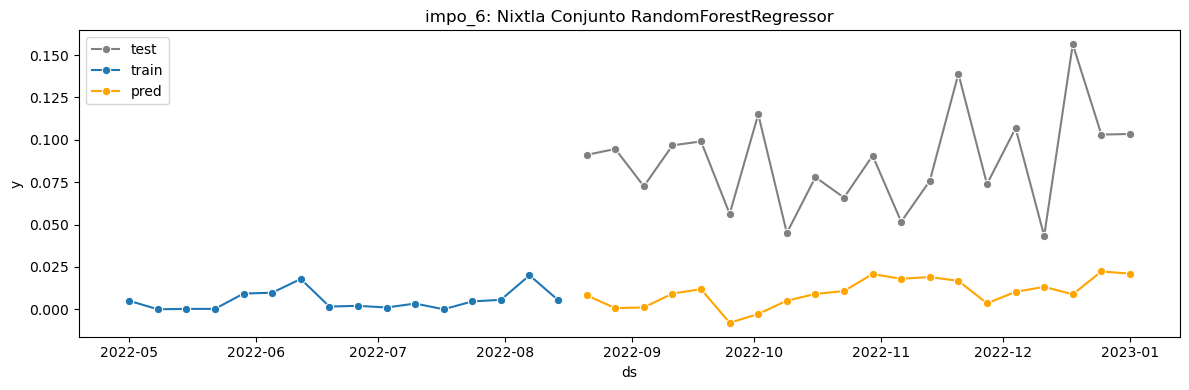 impo_6: Nixtla Conjunto RandomForestRegressor
test
train
pred
0.150
0.125
0.100
0.075
0.050
0.025
0.000
y
2022-05
2022-06
2022-07
2022-08
2022-09
2022-10
2022-11
2022-12
2023-01
ds